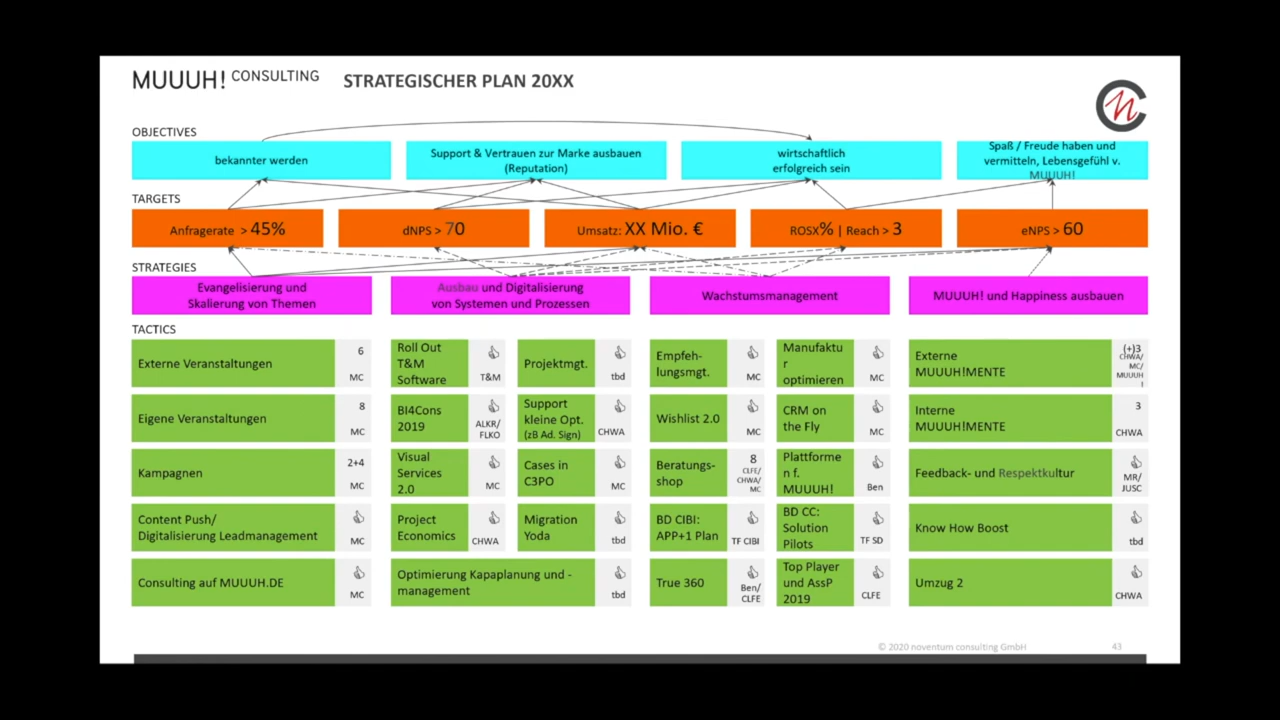 MUUUH! CONSULTING STRATEGISCHER PLAN 20XX
OBJECTIVES
bekannter werden
Support & Vertrauen zur Marke ausbauen
(Reputation)
wirtschaftlich
erfolgreich sein
Spaß / Freude haben und
vermitteln, Lebensgefühl v.
MUUUH!
TARGETS
Anfragerate > 45%
dNPS > 70
Umsatz: XX Mio. €
ROSX% | Reach > 3
eNPS > 60
STRATEGIES
Evangelisierung und
Skalierung von Themen
Ausbau und Digitalisierung
von Systemen und Prozessen
Wachstumsmanagement
MUUUH! und Happiness ausbauen
TACTICS
Externe Veranstaltungen
6
MC
Roll Out
T&M
Software
T&M
Projektmgt.
tbd
Empfeh-
lungsmgt.
MC
Manufaktu
r
optimieren
MC
Externe
MUUUH!MENTE
(+)3
CHWA/
MC/
MUUUH
!
Eigene Veranstaltungen
8
MC
BI4Cons
2019
ALKR/
FLKO
Support
kleine Opt.
(zB Ad. Sign)
CHWA
Wishlist 2.0
MC
CRM on
the Fly
MC
Interne
MUUUH!MENTE
3
CHWA
Kampagnen
2+4
MC
Visual
Services
2.0
MC
Cases in
C3PO
MC
Beratungs-
shop
8
CLFE/
CHWA/
MC
Plattforme
n f.
MUUUH!
Ben
Feedback- und Respektkultur
MR/
JUSC
Content Push/
Digitalisierung Leadmanagement
MC
Project
Economics
CHWA
Migration
Yoda
tbd
BD CIBI:
APP+1 Plan
TF CIBI
BD CC:
Solution
Pilots
TF SD
Know How Boost
tbd
Consulting auf MUUUH.DE
MC
Optimierung Kapaplanung und -
management
tbd
True 360
Ben/
CLFE
Top Player
und AssP
2019
CLFE
Umzug 2
CHWA
© 2020 noventum consulting GmbH
43